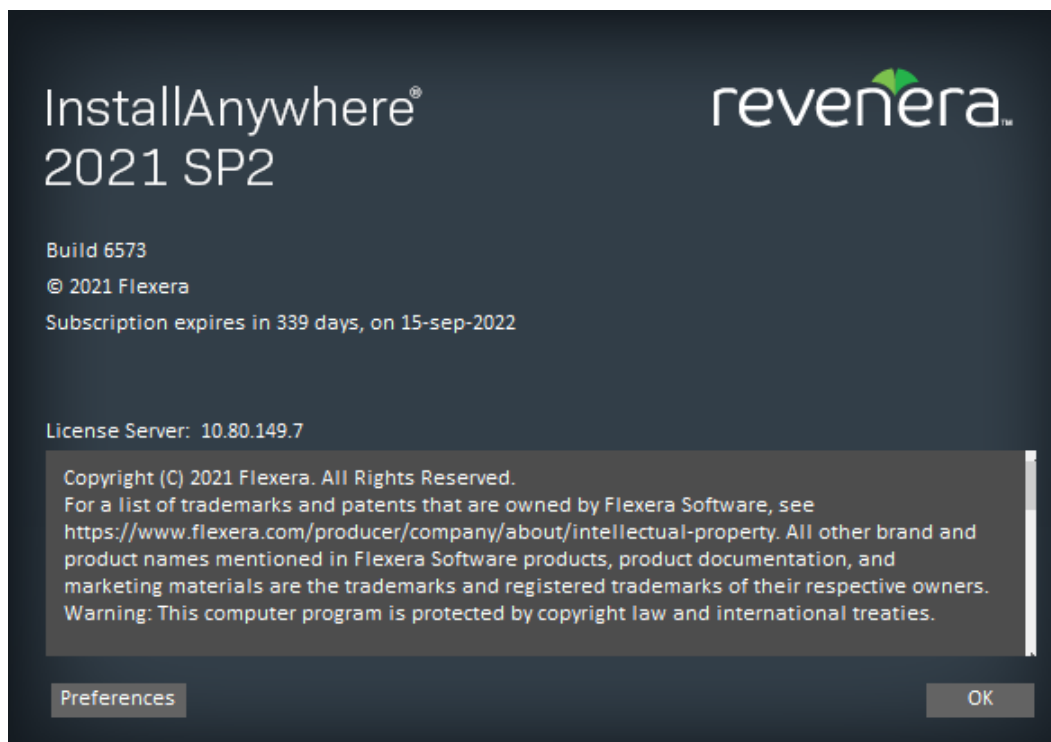 InstallAnywhere®
2021 SP2
revenera™
Build 6573
© 2021 Flexera
Subscription expires in 339 days, on 15-sep-2022
License Server: 10.80.149.7
Copyright (C) 2021 Flexera. All Rights Reserved.
For a list of trademarks and patents that are owned by Flexera Software, see
https://www.flexera.com/producer/company/about/intellectual-property. All other brand and
product names mentioned in Flexera Software products, product documentation, and
marketing materials are the trademarks and registered trademarks of their respective owners.
Warning: This computer program is protected by copyright law and international treaties.
Preferences
OK